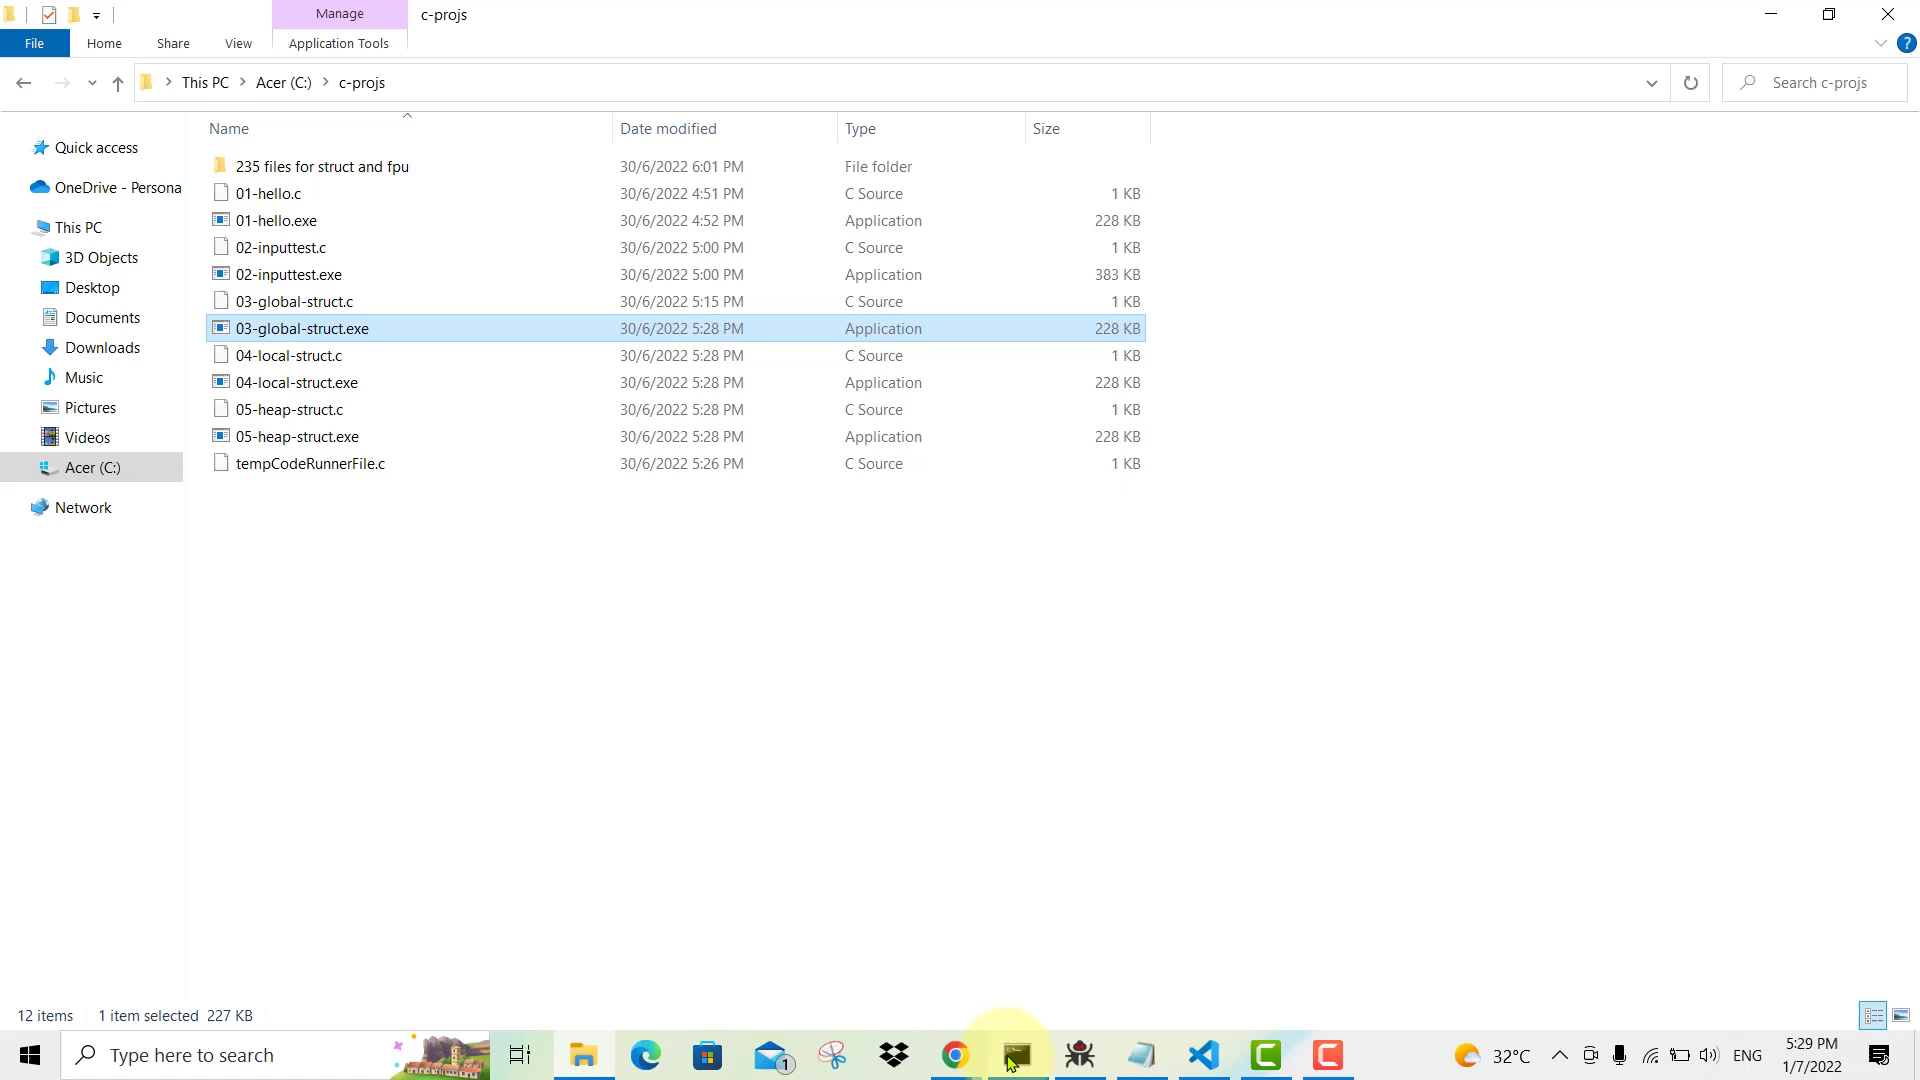 Manage
c-projs
File
Home
Share
View
Application Tools
?
This PC
Acer (C:)
c-projs
Search c-projs
Name
Date modified
Type
Size
235 files for struct and fpu 30/6/2022 6:01 PM File folder
01-hello.c 30/6/2022 4:51 PM C Source 1 KB
01-hello.exe 30/6/2022 4:52 PM Application 228 KB
02-inputtest.c 30/6/2022 5:00 PM C Source 1 KB
02-inputtest.exe 30/6/2022 5:00 PM Application 383 KB
03-global-struct.c 30/6/2022 5:15 PM C Source 1 KB
03-global-struct.exe 30/6/2022 5:28 PM Application 228 KB
04-local-struct.c 30/6/2022 5:28 PM C Source 1 KB
04-local-struct.exe 30/6/2022 5:28 PM Application 228 KB
05-heap-struct.c 30/6/2022 5:28 PM C Source 1 KB
05-heap-struct.exe 30/6/2022 5:28 PM Application 228 KB
tempCodeRunnerFile.c 30/6/2022 5:26 PM C Source 1 KB
Quick access
OneDrive - Persona
This PC
3D Objects
Desktop
Documents
Downloads
Music
Pictures
Videos
Acer (C:)
Network
12 items
1 item selected 227 KB
Type here to search
1
32°C
ENG
5:29 PM
1/7/2022